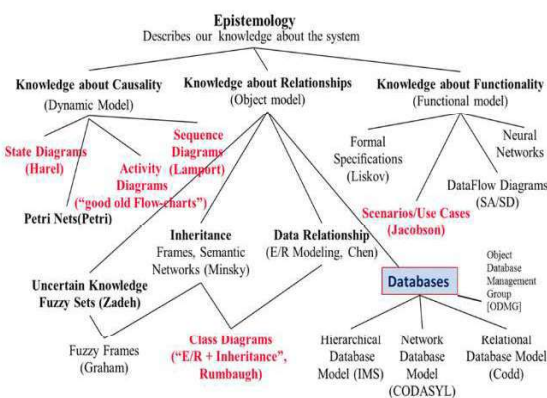 Epistemology
Describes our knowledge about the system
Knowledge about Causality
(Dynamic Model)
Knowledge about Relationships
(Object model)
Knowledge about Functionality
(Functional model)
State Diagrams
(Harel)
Sequence
Diagrams
(Lamport)
Activity
Diagrams
(“good old Flow-charts”)
Petri Nets(Petri)
Formal
Specifications
(Liskov)
Neural
Networks
DataFlow Diagrams
(SA/SD)
Scenarios/Use Cases
(Jacobson)
Inheritance
Frames, Semantic
Networks (Minsky)
Data Relationship
(E/R Modeling, Chen)
Uncertain Knowledge
Fuzzy Sets (Zadeh)
Databases
Object
Database
Management
Group
[ODMG]
Fuzzy Frames
(Graham)
Class Diagrams
(“E/R + Inheritance”,
Rumbaugh)
Hierarchical
Database
Model (IMS)
Network
Database
Model
(CODASYL)
Relational
Database Model
(Codd)